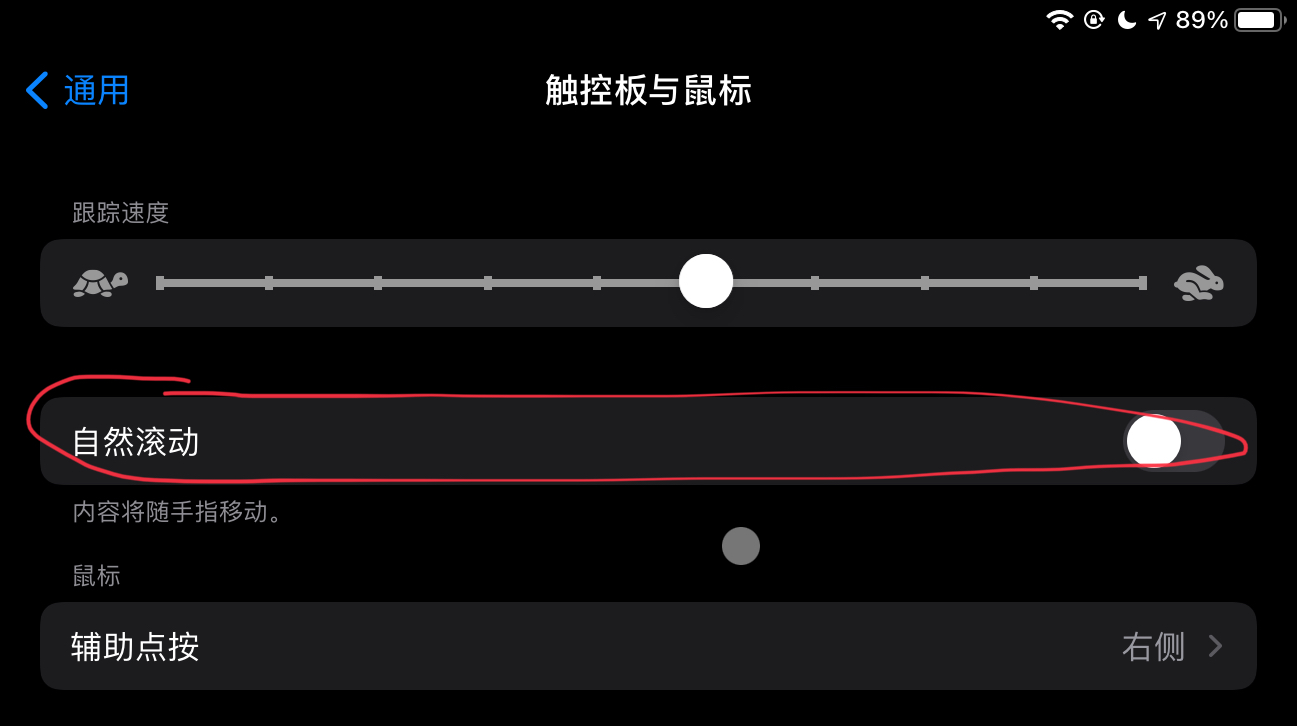 89%
通用
触控板与鼠标
跟踪速度
自然滚动
内容将随手指移动。
鼠标
辅助点按 右侧